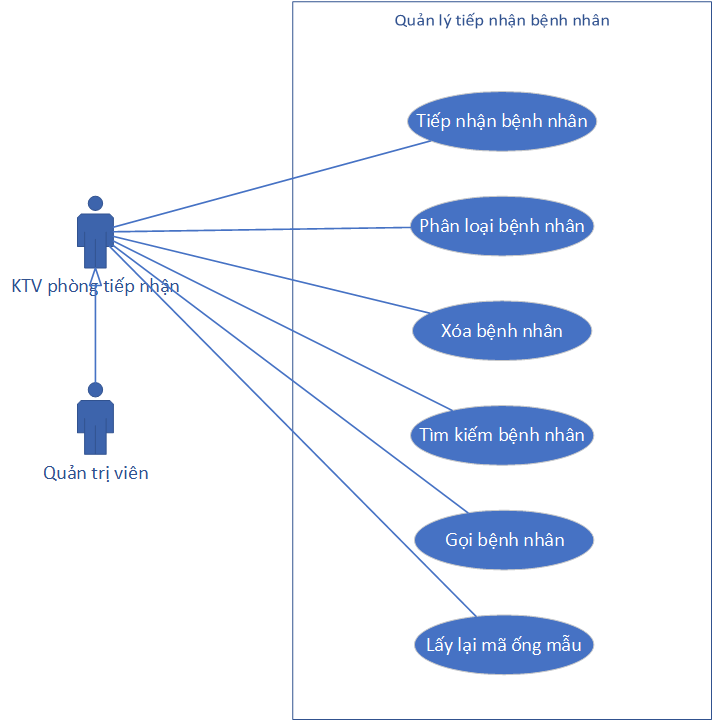 Quản lý tiếp nhận bệnh nhân
Tiếp nhận bệnh nhân
Phân loại bệnh nhân
KTV phòng tiếp nhận
Xóa bệnh nhân
Tìm kiếm bệnh nhân
Quản trị viên
Gọi bệnh nhân
Lấy lại mã ống mẫu